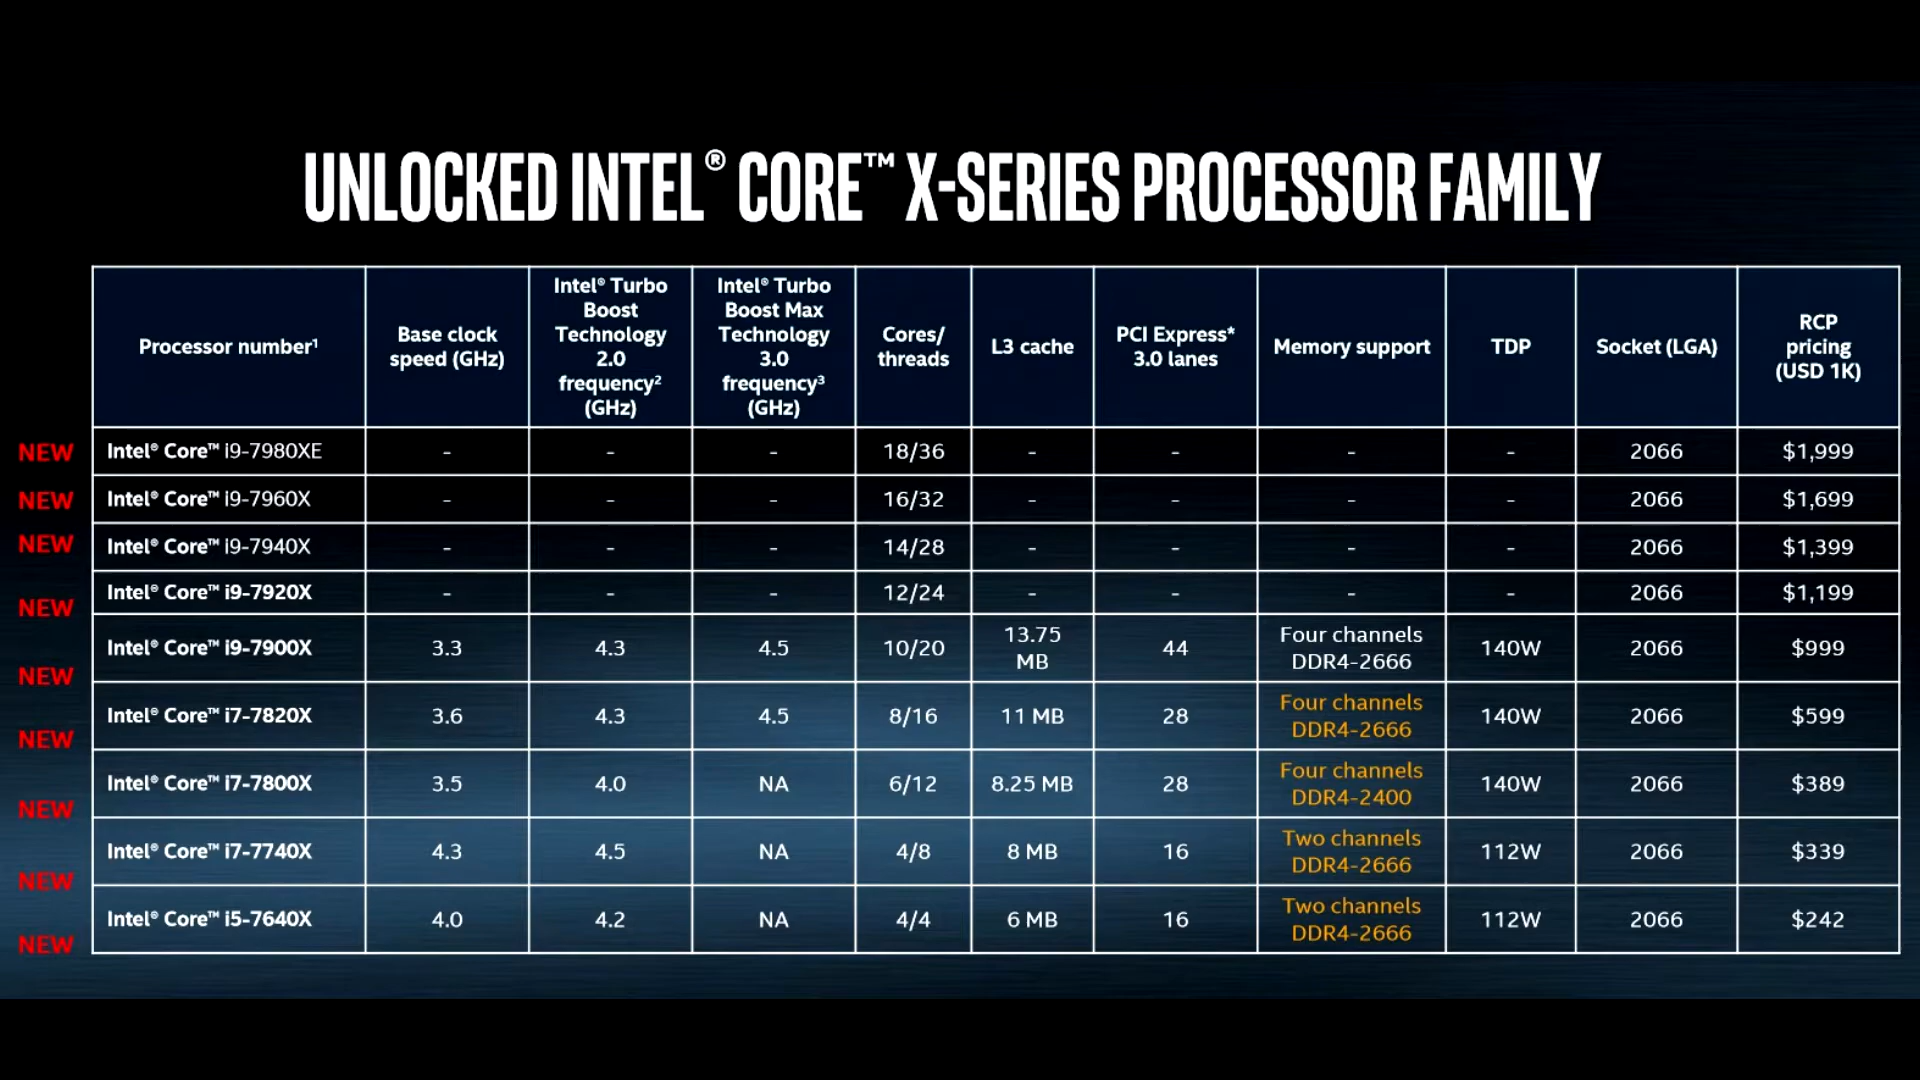 UNLOCKED INTEL® CORE™ X-SERIES PROCESSOR FAMILY
Processor number¹ Base clock speed (GHz) Intel® Turbo Boost Technology 2.0 frequency² (GHz) Intel® Turbo Boost Max Technology 3.0 frequency³ (GHz) Cores/threads L3 cache PCI Express* 3.0 lanes Memory support TDP Socket (LGA) RCP pricing (USD 1K)
NEW Intel® Core™ i9-7980XE - - - 18/36 - - - - 2066 $1,999
NEW Intel® Core™ i9-7960X - - - 16/32 - - - - 2066 $1,699
NEW Intel® Core™ i9-7940X - - - 14/28 - - - - 2066 $1,399
NEW Intel® Core™ i9-7920X - - - 12/24 - - - - 2066 $1,199
NEW Intel® Core™ i9-7900X 3.3 4.3 4.5 10/20 13.75 MB 44 Four channels DDR4-2666 140W 2066 $999
NEW Intel® Core™ i7-7820X 3.6 4.3 4.5 8/16 11 MB 28 Four channels DDR4-2666 140W 2066 $599
NEW Intel® Core™ i7-7800X 3.5 4.0 NA 6/12 8.25 MB 28 Four channels DDR4-2400 140W 2066 $389
NEW Intel® Core™ i7-7740X 4.3 4.5 NA 4/8 8 MB 16 Two channels DDR4-2666 112W 2066 $339
NEW Intel® Core™ i5-7640X 4.0 4.2 NA 4/4 6 MB 16 Two channels DDR4-2666 112W 2066 $242